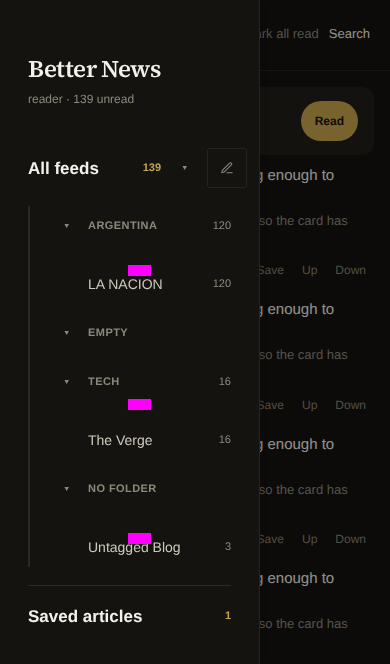 Better News
reader · 139 unread
All feeds 139
ARGENTINA 120
LA NACION 120
EMPTY
TECH 16
The Verge 16
NO FOLDER
Untagged Blog 3
Saved articles 1
rk all read Search
Read
g enough to
so the card has
Save Up Down
g enough to
so the card has
Save Up Down
g enough to
so the card has
Save Up Down
g enough to
so the card has